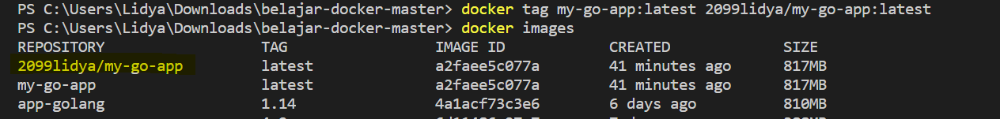 PS C:\Users\Lidya\Downloads\belajar-docker-master> docker tag my-go-app:latest 2099lidya/my-go-app:latest
PS C:\Users\Lidya\Downloads\belajar-docker-master> docker images
REPOSITORY TAG IMAGE ID CREATED SIZE
2099lidya/my-go-app latest a2faee5c077a 41 minutes ago 817MB
my-go-app latest a2faee5c077a 41 minutes ago 817MB
app-golang 1.14 4a1acf73c3e6 6 days ago 810MB